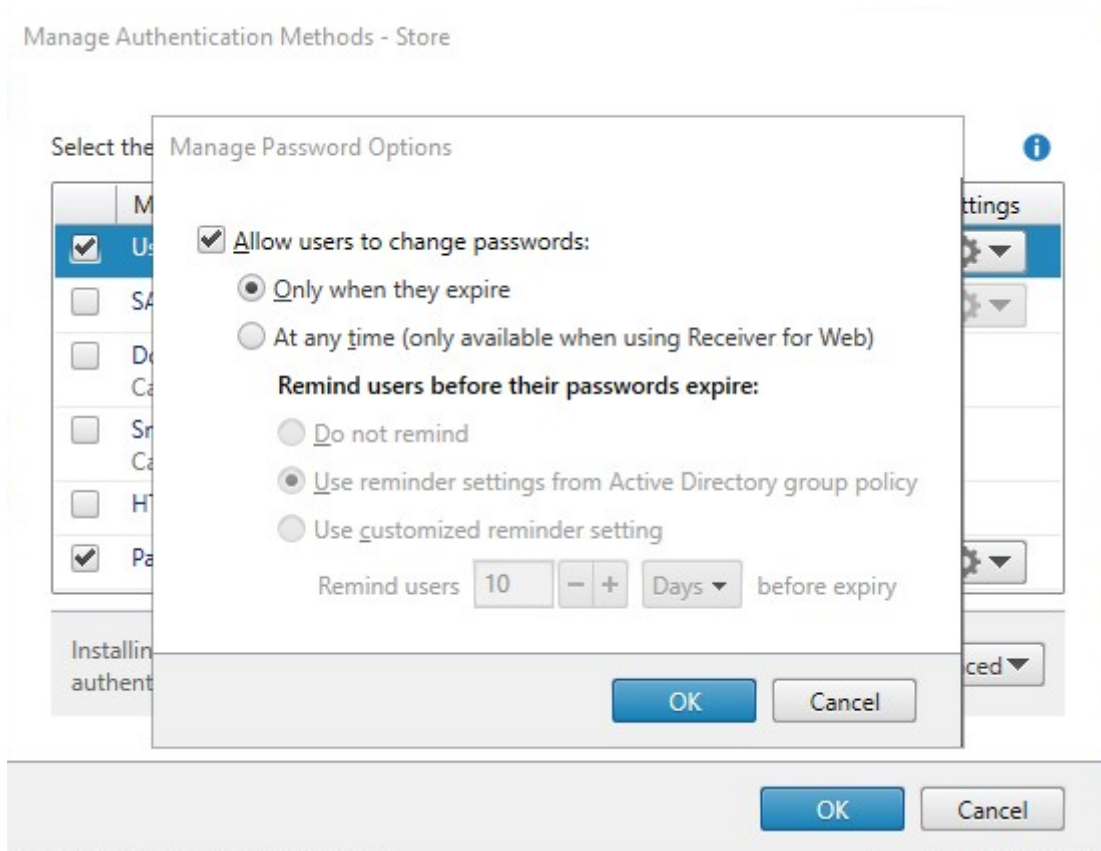 Manage Authentication Methods - Store
Select the
Manage Password Options
M
ttings
Allow users to change passwords:
Us
Only when they expire
SA
At any time (only available when using Receiver for Web)
Do
Remind users before their passwords expire:
Ca
Do not remind
Sr
Ca
Use reminder settings from Active Directory group policy
HT
Use customized reminder setting
Pa
Remind users 10 - + Days before expiry
Installin
authent
ced
OK Cancel
OK Cancel